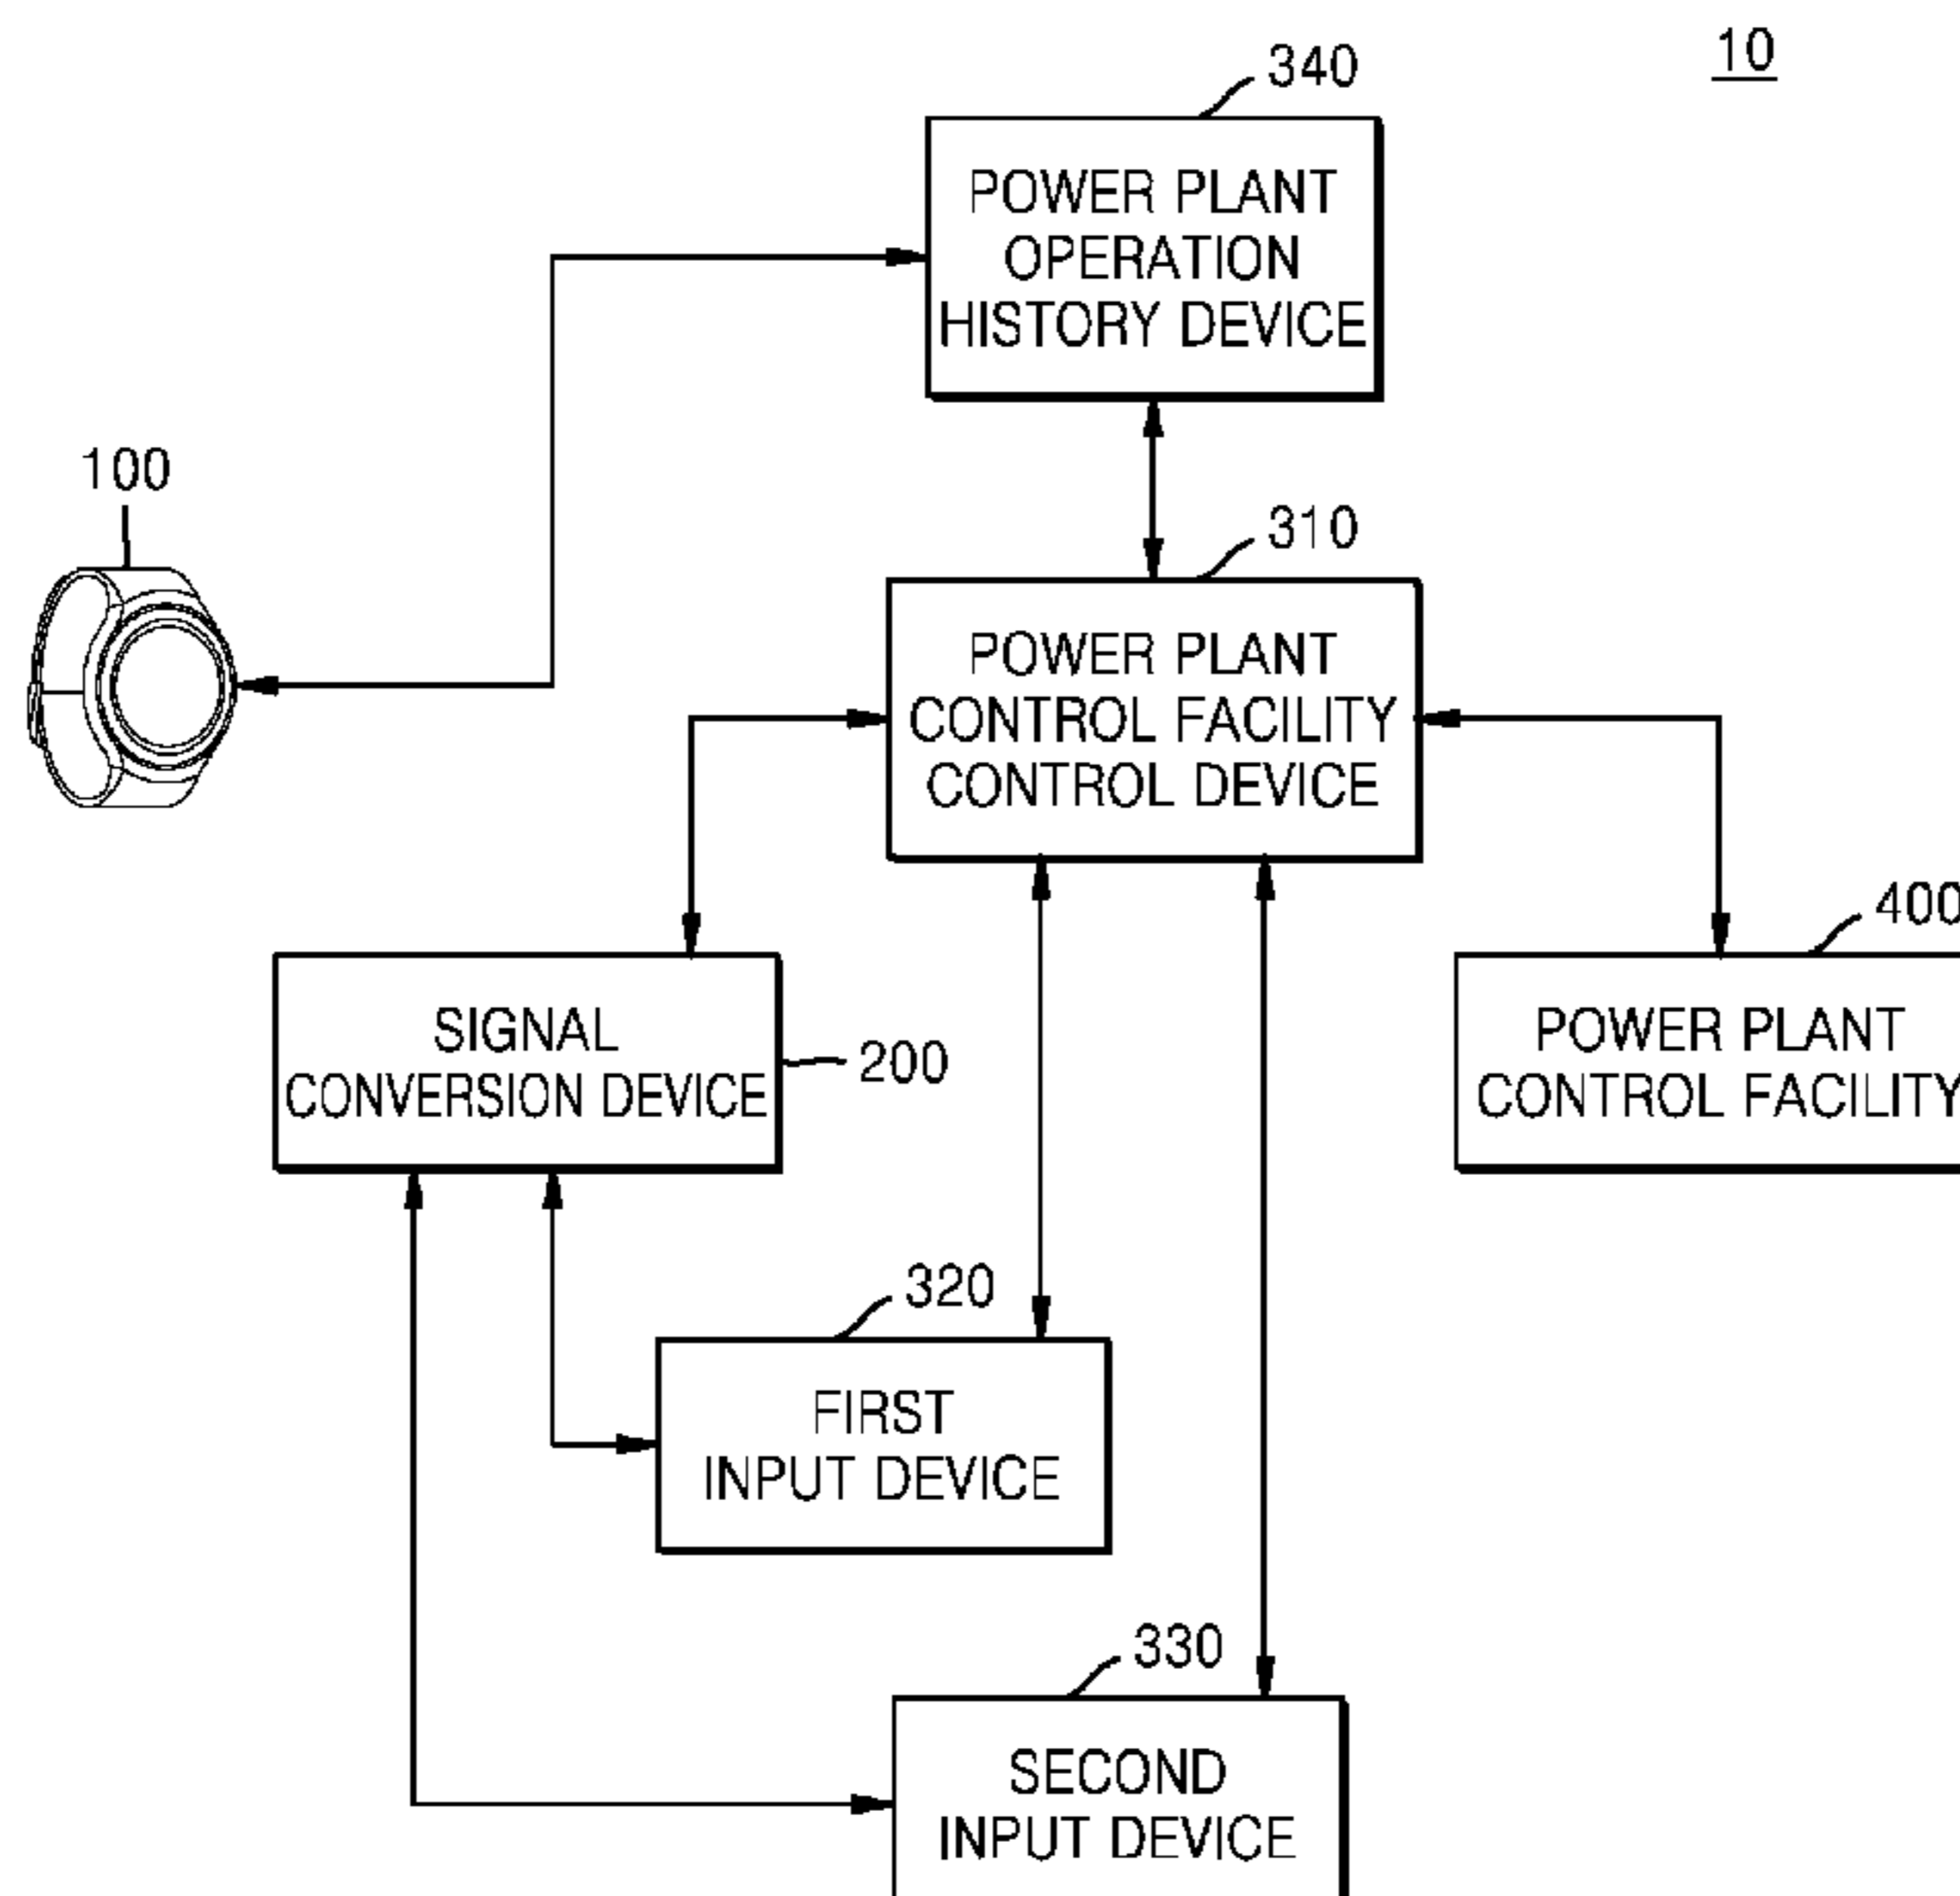 10
340
POWER PLANT
OPERATION
HISTORY DEVICE
100
310
POWER PLANT
CONTROL FACILITY
CONTROL DEVICE
400
SIGNAL
CONVERSION DEVICE
200
POWER PLANT
CONTROL FACILITY
320
FIRST
INPUT DEVICE
330
SECOND
INPUT DEVICE